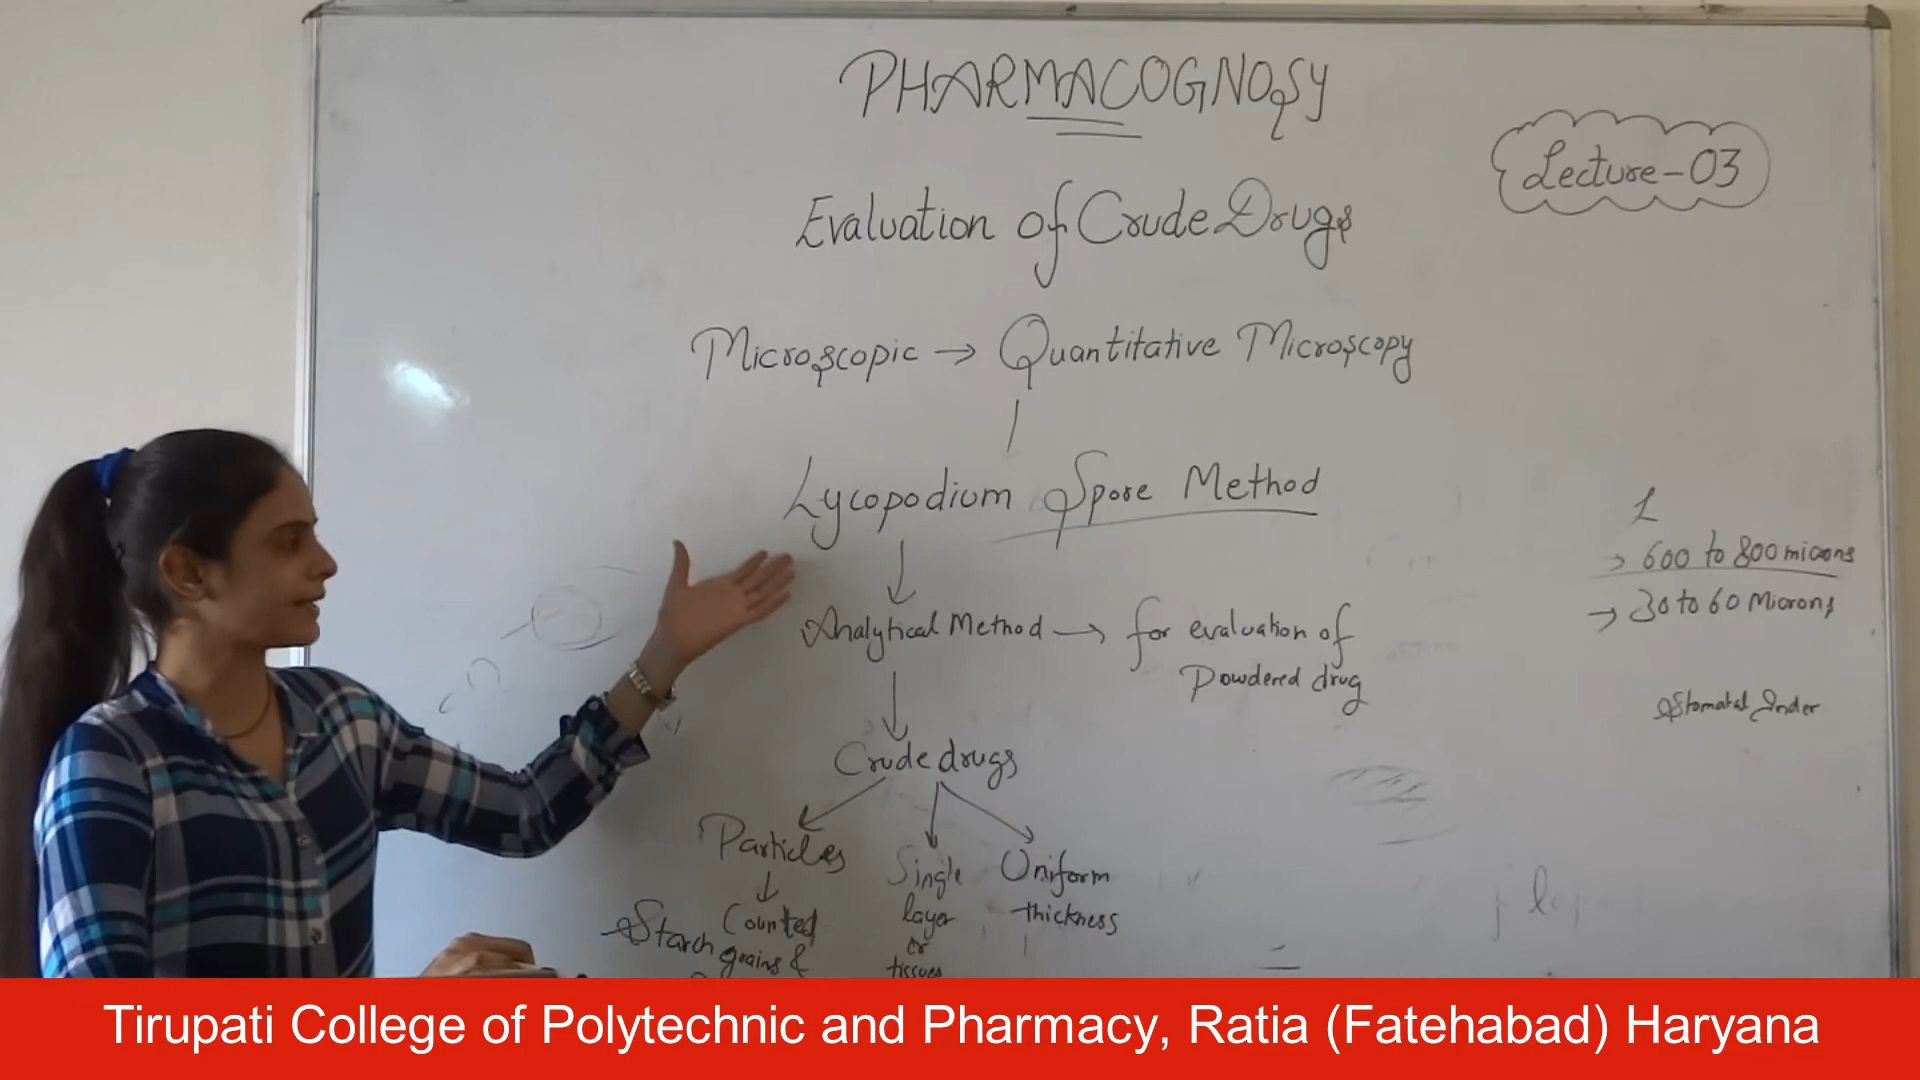 PHARMACOGNOSY
Lecture-03
Evaluation of Crude Drugs
Microscopic → Quantitative Microscopy
Lycopodium Spore Method
L
→ 600 to 800 microns
→ 30 to 60 Microns
Analytical Method → for evaluation of
Powdered drug
Stomatal Index
Crude drugs
Particles
Single
layer
or
tissues
Uniform
thickness
Counted
Starch grains &
Tirupati College of Polytechnic and Pharmacy, Ratia (Fatehabad) Haryana